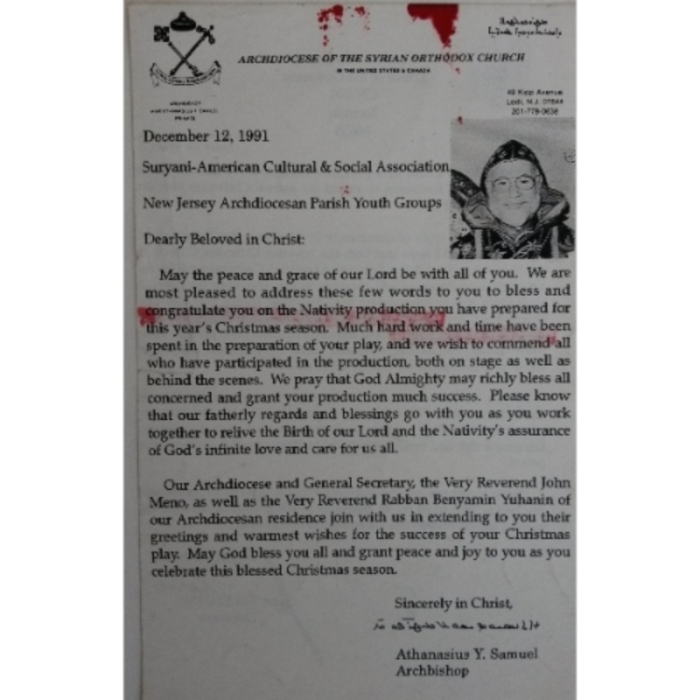 ARCHDIOCESE OF THE SYRIAN ORTHODOX CHURCH
IN THE UNITED STATES & CANADA
49 Kipp Avenue
Lodi, N.J. 07644
201-778-0638
December 12, 1991
Suryani-American Cultural & Social Association
New Jersey Archdiocesan Parish Youth Groups
Dearly Beloved in Christ:
May the peace and grace of our Lord be with all of you. We are
most pleased to address these few words to you to bless and
congratulate you on the Nativity production you have prepared for
this year's Christmas season. Much hard work and time have been
spent in the preparation of your play, and we wish to commend all
who have participated in the production, both on stage as well as
behind the scenes. We pray that God Almighty may richly bless all
concerned and grant your production much success. Please know
that our fatherly regards and blessings go with you as you work
together to relive the Birth of our Lord and the Nativity's assurance
of God's infinite love and care for us all.
Our Archdiocese and General Secretary, the Very Reverend John
Meno, as well as the Very Reverend Rabban Benyamin Yuhanin of
our Archdiocesan residence join with us in extending to you their
greetings and warmest wishes for the success of your Christmas
play. May God bless you all and grant peace and joy to you as you
celebrate this blessed Christmas season.
Sincerely in Christ,
Athanasius Y. Samuel
Archbishop